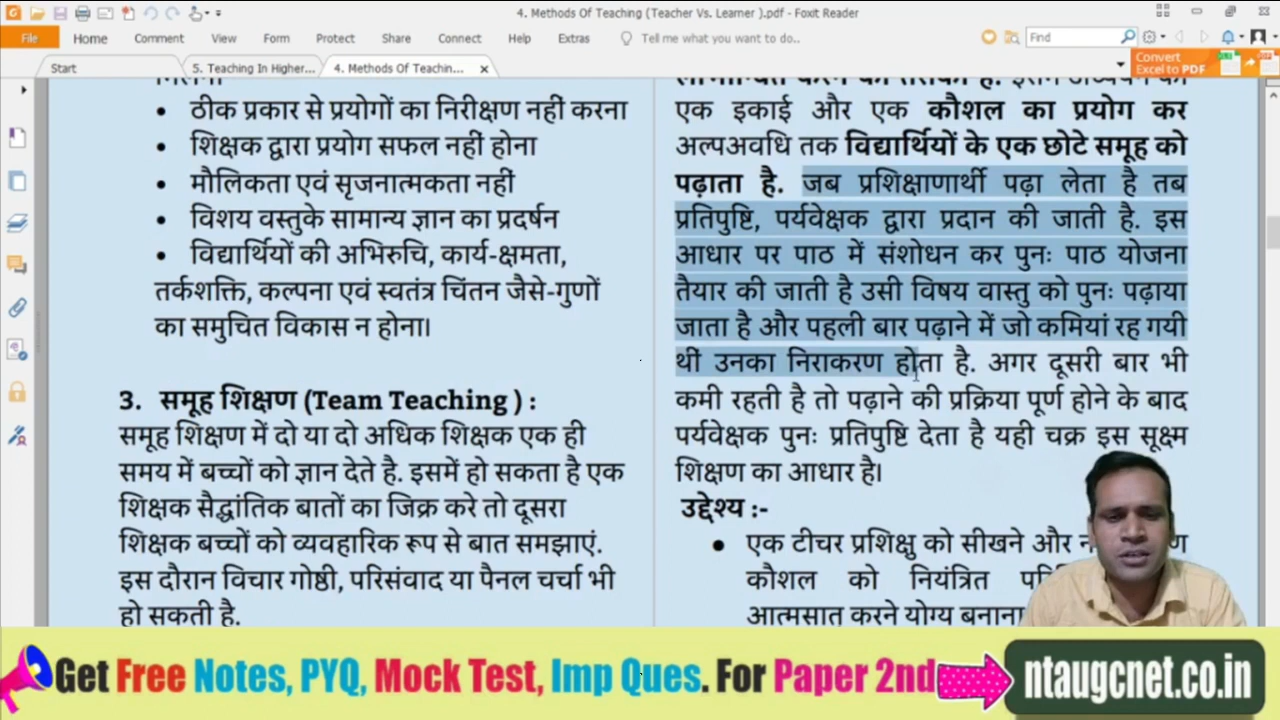 4. Methods Of Teaching (Teacher Vs. Learner ).pdf - Foxit Reader
File Home Comment View Form Protect Share Connect Help Extras Tell me what you want to do.. Find
Start 5. Teaching In Higher... 4. Methods Of Teachin...
Convert
Excel to PDF
• ठीक प्रकार से प्रयोगों का निरीक्षण नहीं करना
• शिक्षक द्वारा प्रयोग सफल नहीं होना
• मौलिकता एवं सृजनात्मकता नहीं
• विशय वस्तुके सामान्य ज्ञान का प्रदर्षन
• विद्यार्थियों की अभिरुचि, कार्य-क्षमता,
तर्कशक्ति, कल्पना एवं स्वतंत्र चिंतन जैसे-गुणों
का समुचित विकास न होना।
3. समूह शिक्षण (Team Teaching ) :
समूह शिक्षण में दो या दो अधिक शिक्षक एक ही
समय में बच्चों को ज्ञान देते है. इसमें हो सकता है एक
शिक्षक सैद्धांतिक बातों का जिक्र करे तो दूसरा
शिक्षक बच्चों को व्यवहारिक रूप से बात समझाएं.
इस दौरान विचार गोष्ठी, परिसंवाद या पैनल चर्चा भी
हो सकती है.
एक इकाई और एक कौशल का प्रयोग कर
अल्पअवधि तक विद्यार्थियों के एक छोटे समूह को
पढ़ाता है. जब प्रशिक्षाणार्थी पढ़ा लेता है तब
प्रतिपुष्टि, पर्यवेक्षक द्वारा प्रदान की जाती है. इस
आधार पर पाठ में संशोधन कर पुनः पाठ योजना
तैयार की जाती है उसी विषय वास्तु को पुनः पढ़ाया
जाता है और पहली बार पढ़ाने में जो कमियां रह गयी
थीं उनका निराकरण होता है. अगर दूसरी बार भी
कमी रहती है तो पढ़ाने की प्रक्रिया पूर्ण होने के बाद
पर्यवेक्षक पुनः प्रतिपुष्टि देता है यही चक्र इस सूक्ष्म
शिक्षण का आधार है।
उद्देश्य :-
• एक टीचर प्रशिक्षु को सीखने और
कौशल को नियंत्रित
आत्मसात करने योग्य बनाना
Get Free Notes, PYQ, Mock Test, Imp Ques. For Paper 2nd
ntaugcnet.co.in